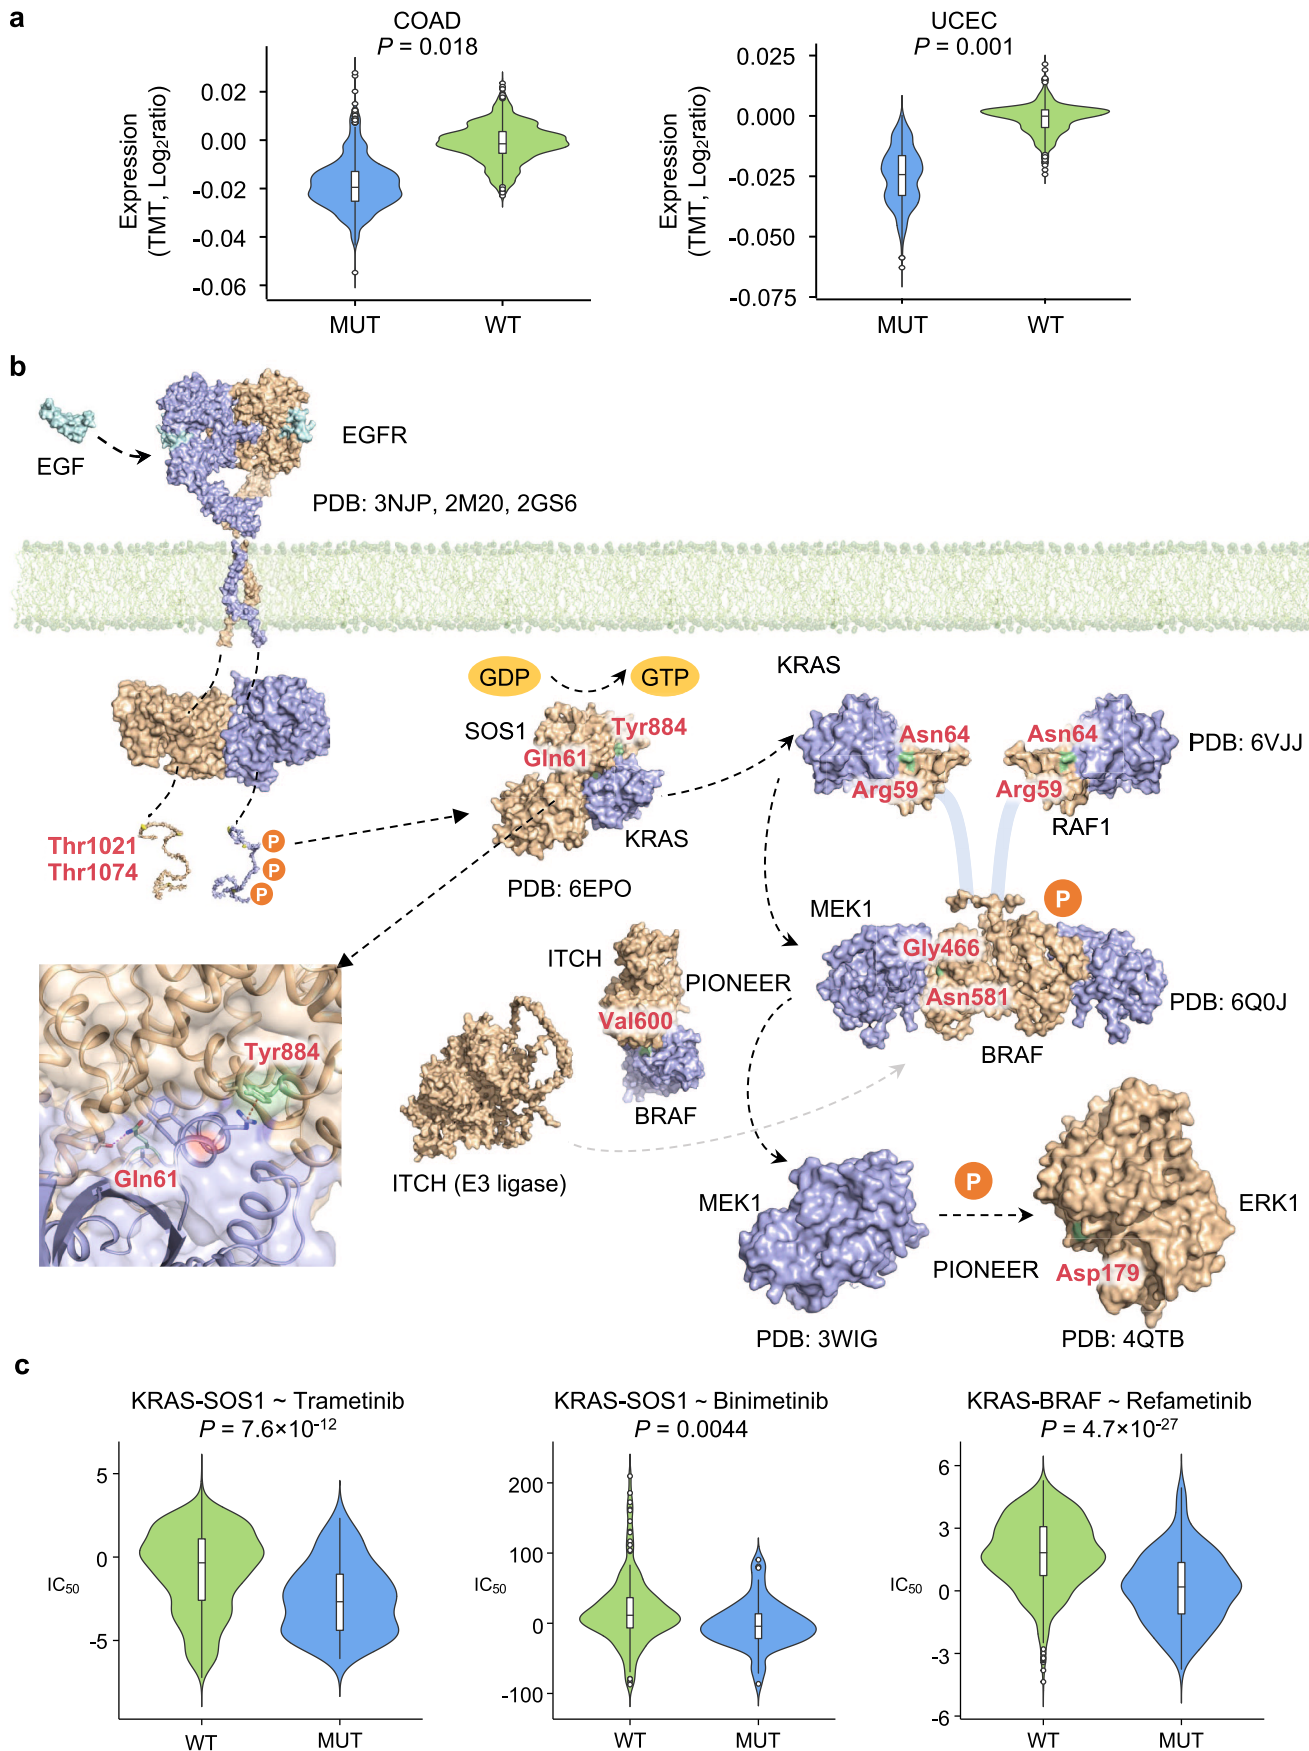 a
COAD
P = 0.018
Expression
(TMT, Log₂ratio)
0.02
0.00
-0.02
-0.04
-0.06
MUT
WT
UCEC
P = 0.001
Expression
(TMT, Log₂ratio)
0.025
0.000
-0.025
-0.050
-0.075
MUT
WT
b
EGF
EGFR
PDB: 3NJP, 2M20, 2GS6
GDP
GTP
SOS1
Tyr884
Gln61
KRAS
PDB: 6EPO
Thr1021
Thr1074
P
P
P
KRAS
Asn64
Asn64
PDB: 6VJJ
Arg59
Arg59
RAF1
MEK1
P
Gly466
Asn581
PDB: 6Q0J
BRAF
ITCH
PIONEER
Val600
BRAF
ITCH (E3 ligase)
Tyr884
Gln61
MEK1
P
ERK1
PIONEER
Asp179
PDB: 3WIG
PDB: 4QTB
c
KRAS-SOS1 ~ Trametinib
P = 7.6×10⁻¹²
5
0
IC₅₀
-5
WT
MUT
KRAS-SOS1 ~ Binimetinib
P = 0.0044
200
100
IC₅₀
0
-100
WT
MUT
KRAS-BRAF ~ Refametinib
P = 4.7×10⁻²⁷
6
3
IC₅₀
0
-3
-6
WT
MUT